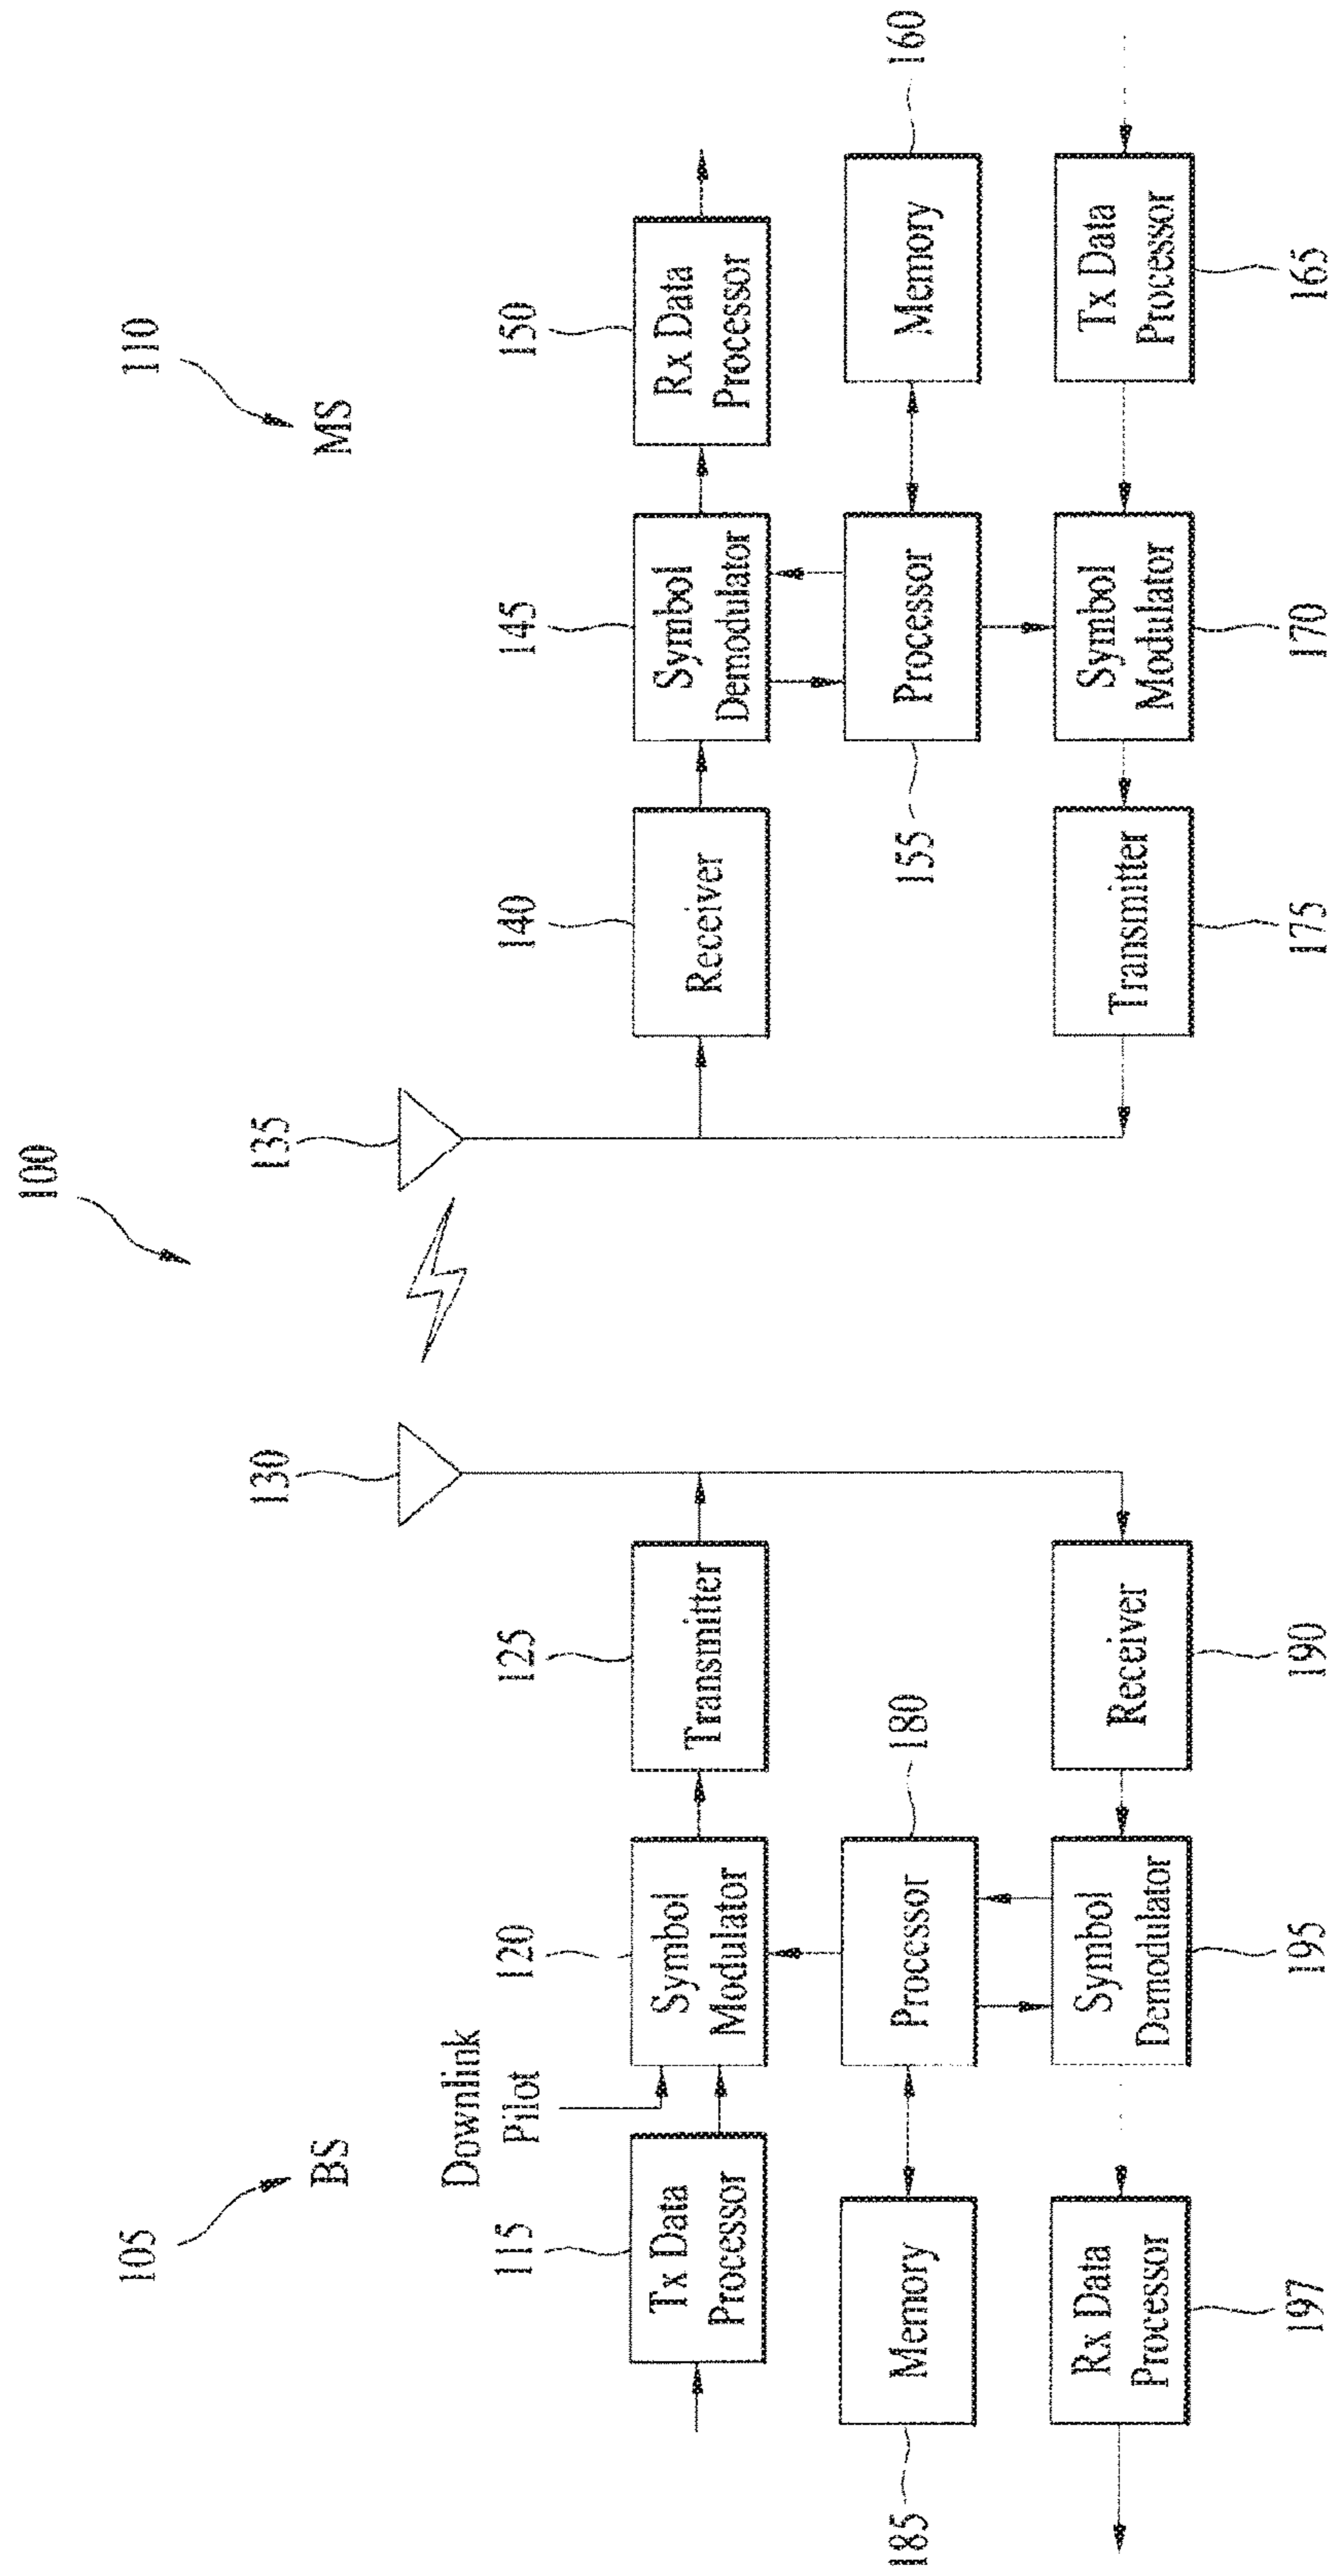 100
105
BS
110
MS
130
135
Downlink
Pilot
115
Tx Data
Processor
120
Symbol
Modulator
125
Transmitter
140
Receiver
145
Symbol
Demodulator
150
Rx Data
Processor
185
Memory
180
Processor
155
Processor
160
Memory
197
Rx Data
Processor
195
Symbol
Demodulator
190
Receiver
175
Transmitter
170
Symbol
Modulator
165
Tx Data
Processor